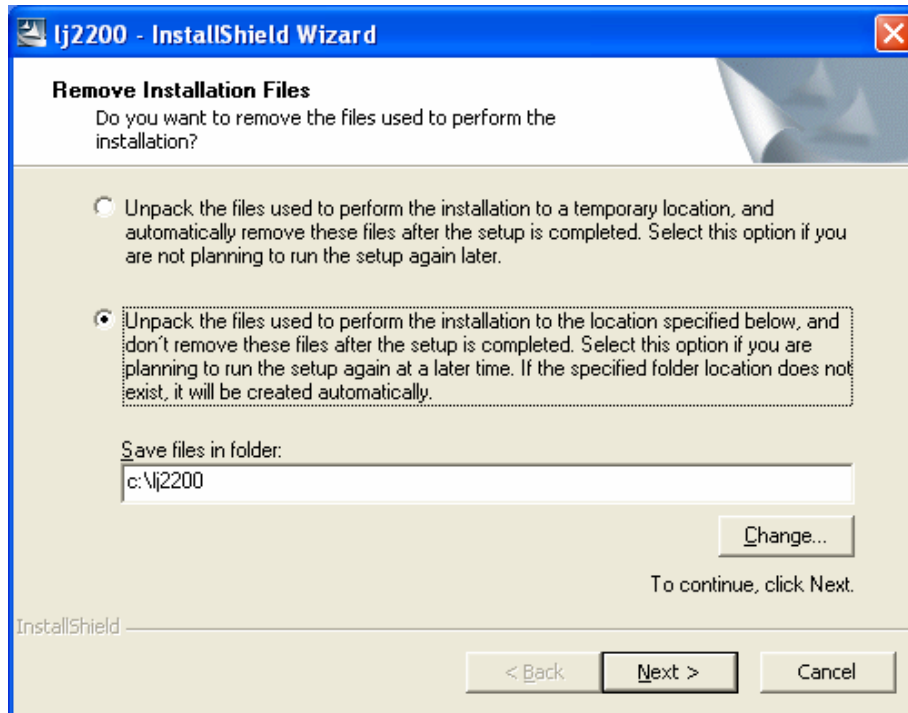 lj2200 - InstallShield Wizard
Remove Installation Files
Do you want to remove the files used to perform the
installation?
Unpack the files used to perform the installation to a temporary location, and
automatically remove these files after the setup is completed. Select this option if you
are not planning to run the setup again later.
Unpack the files used to perform the installation to the location specified below, and
don´t remove these files after the setup is completed. Select this option if you are
planning to run the setup again at a later time. If the specified folder location does not
exist, it will be created automatically.
Save files in folder:
c:\lj2200
Change...
To continue, click Next.
InstallShield
< Back
Next >
Cancel